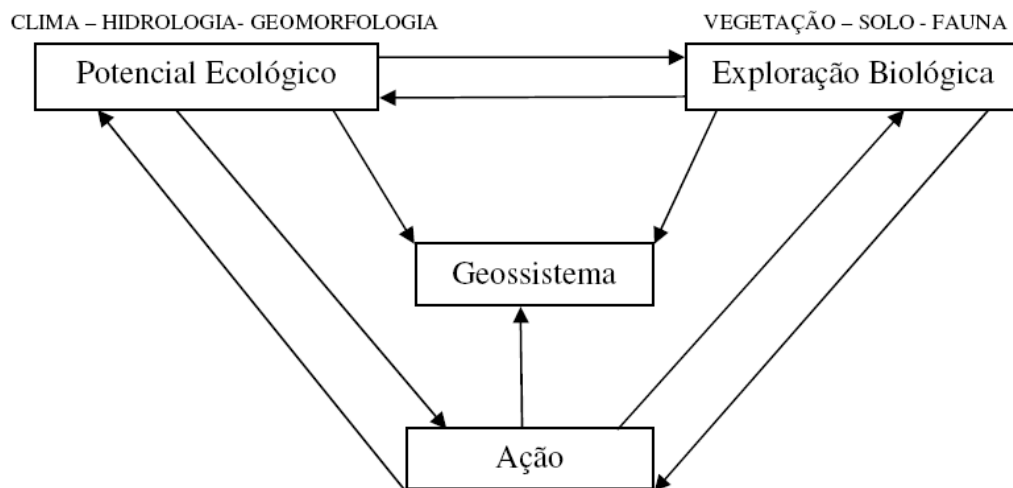 CLIMA – HIDROLOGIA- GEOMORFOLOGIA
VEGETAÇÃO – SOLO - FAUNA
Potencial Ecológico
Exploração Biológica
Geossistema
Ação